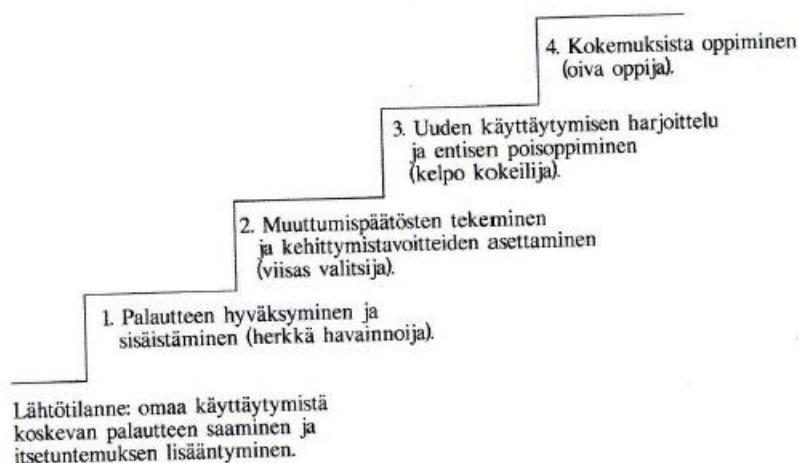 4. Kokemuksista oppiminen
(oiva oppija).
3. Uuden käyttäytymisen harjoittelu
ja entisen poisoppiminen
(kelpo kokeilija).
2. Muuttumispäätösten tekeminen
ja kehittymistavoitteiden asettaminen
(viisas valitsija).
1. Palautteen hyväksyminen ja
sisäistäminen (herkkä havainnoija).
Lähtötilanne: omaa käyttäytymistä
koskevan palautteen saaminen ja
itsetuntemuksen lisääntyminen.